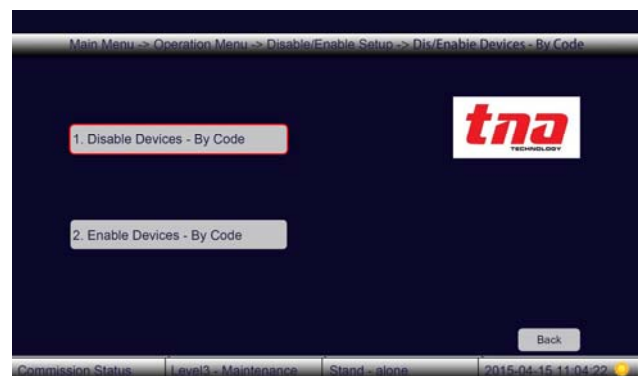 Main Menu -> Operation Menu -> Disable/Enable Setup -> Dis/Enable Devices - By Code
tna
TECHNOLOGY
1. Disable Devices - By Code
2. Enable Devices - By Code
Back
Commission Status Level3 - Maintenance Stand - alone 2015-04-15 11:04:22